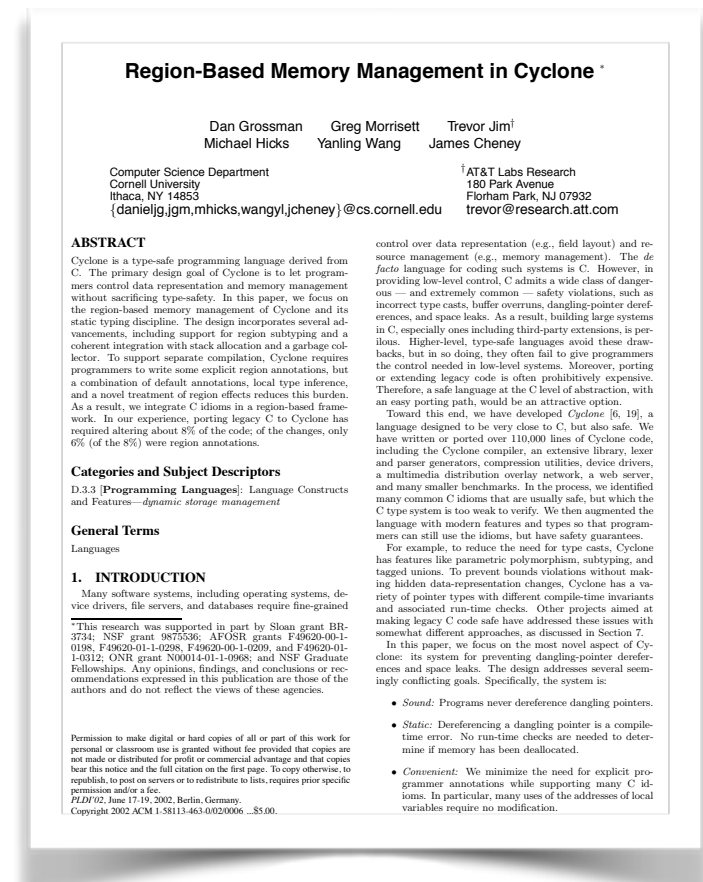 Region-Based Memory Management in Cyclone *
Dan Grossman Greg Morrisett Trevor Jim†
Michael Hicks Yanling Wang James Cheney
Computer Science Department
Cornell University
Ithaca, NY 14853
{danieljg,jgm,mhicks,wangyl,jcheney}@cs.cornell.edu
†AT&T Labs Research
180 Park Avenue
Florham Park, NJ 07932
trevor@research.att.com
ABSTRACT
Cyclone is a type-safe programming language derived from
C. The primary design goal of Cyclone is to let program-
mers control data representation and memory management
without sacrificing type-safety. In this paper, we focus on
the region-based memory management of Cyclone and its
static typing discipline. The design incorporates several ad-
vancements, including support for region subtyping and a
coherent integration with stack allocation and a garbage col-
lector. To support separate compilation, Cyclone requires
programmers to write some explicit region annotations, but
a combination of default annotations, local type inference,
and a novel treatment of region effects reduces this burden.
As a result, we integrate C idioms in a region-based frame-
work. In our experience, porting legacy C to Cyclone has
required altering about 8% of the code; of the changes, only
6% (of the 8%) were region annotations.
Categories and Subject Descriptors
D.3.3 [Programming Languages]: Language Constructs
and Features—dynamic storage management
General Terms
Languages
1. INTRODUCTION
Many software systems, including operating systems, de-
vice drivers, file servers, and databases require fine-grained
*This research was supported in part by Sloan grant BR-
3734; NSF grant 9875536; AFOSR grants F49620-00-1-
0198, F49620-01-1-0298, F49620-00-1-0209, and F49620-01-
1-0312; ONR grant N00014-01-1-0968; and NSF Graduate
Fellowships. Any opinions, findings, and conclusions or rec-
ommendations expressed in this publication are those of the
authors and do not reflect the views of these agencies.
Permission to make digital or hard copies of all or part of this work for
personal or classroom use is granted without fee provided that copies are
not made or distributed for profit or commercial advantage and that copies
bear this notice and the full citation on the first page. To copy otherwise, to
republish, to post on servers or to redistribute to lists, requires prior specific
permission and/or a fee.
PLDI'02, June 17-19, 2002, Berlin, Germany.
Copyright 2002 ACM 1-58113-463-0/02/0006 ...$5.00.
control over data representation (e.g., field layout) and re-
source management (e.g., memory management). The de
facto language for coding such systems is C. However, in
providing low-level control, C admits a wide class of danger-
ous — and extremely common — safety violations, such as
incorrect type casts, buffer overruns, dangling-pointer deref-
erences, and space leaks. As a result, building large systems
in C, especially ones including third-party extensions, is per-
ilous. Higher-level, type-safe languages avoid these draw-
backs, but in so doing, they often fail to give programmers
the control needed in low-level systems. Moreover, porting
or extending legacy code is often prohibitively expensive.
Therefore, a safe language at the C level of abstraction, with
an easy porting path, would be an attractive option.
Toward this end, we have developed Cyclone [6, 19], a
language designed to be very close to C, but also safe. We
have written or ported over 110,000 lines of Cyclone code,
including the Cyclone compiler, an extensive library, lexer
and parser generators, compression utilities, device drivers,
a multimedia distribution overlay network, a web server,
and many smaller benchmarks. In the process, we identified
many common C idioms that are usually safe, but which the
C type system is too weak to verify. We then augmented the
language with modern features and types so that program-
mers can still use the idioms, but have safety guarantees.
For example, to reduce the need for type casts, Cyclone
has features like parametric polymorphism, subtyping, and
tagged unions. To prevent bounds violations without mak-
ing hidden data-representation changes, Cyclone has a va-
riety of pointer types with different compile-time invariants
and associated run-time checks. Other projects aimed at
making legacy C code safe have addressed these issues with
somewhat different approaches, as discussed in Section 7.
In this paper, we focus on the most novel aspect of Cy-
clone: its system for preventing dangling-pointer derefer-
ences and space leaks. The design addresses several seem-
ingly conflicting goals. Specifically, the system is:
• Sound: Programs never dereference dangling pointers.
• Static: Dereferencing a dangling pointer is a compile-
time error. No run-time checks are needed to deter-
mine if memory has been deallocated.
• Convenient: We minimize the need for explicit pro-
grammer annotations while supporting many C id-
ioms. In particular, many uses of the addresses of local
variables require no modification.